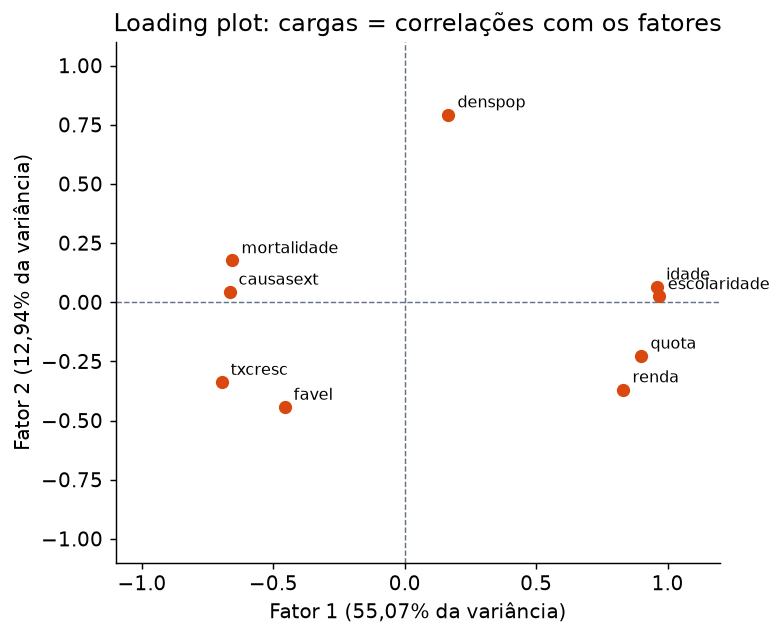 Loading plot: cargas = correlações com os fatores
Fator 2 (12,94% da variância)
1.00
0.75
0.50
0.25
0.00
−0.25
−0.50
−0.75
−1.00
denspop
mortalidade
causasext
idade
escolaridade
quota
txcresc
renda
favel
−1.0
−0.5
0.0
0.5
1.0
Fator 1 (55,07% da variância)